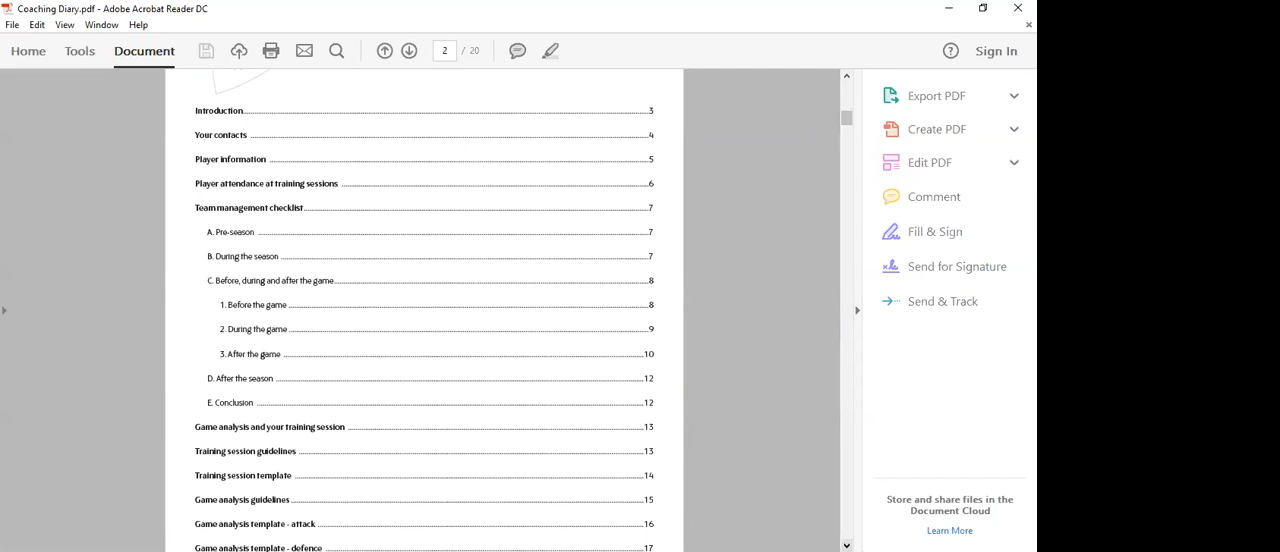 Coaching Diary.pdf - Adobe Acrobat Reader DC
File Edit View Window Help
Home Tools Document 2 / 20 Sign In
Introduction 3
Your contacts 4
Player information 5
Player attendance at training sessions 6
Team management checklist 7
A. Pre-season 7
B. During the season 7
C. Before, during and after the game 8
1. Before the game 8
2. During the game 9
3. After the game 10
D. After the season 12
E. Conclusion 12
Game analysis and your training session 13
Training session guidelines 13
Training session template 14
Game analysis guidelines 15
Game analysis template - attack 16
Game analysis template - defence 17
Export PDF
Create PDF
Edit PDF
Comment
Fill & Sign
Send for Signature
Send & Track
Store and share files in the
Document Cloud
Learn More